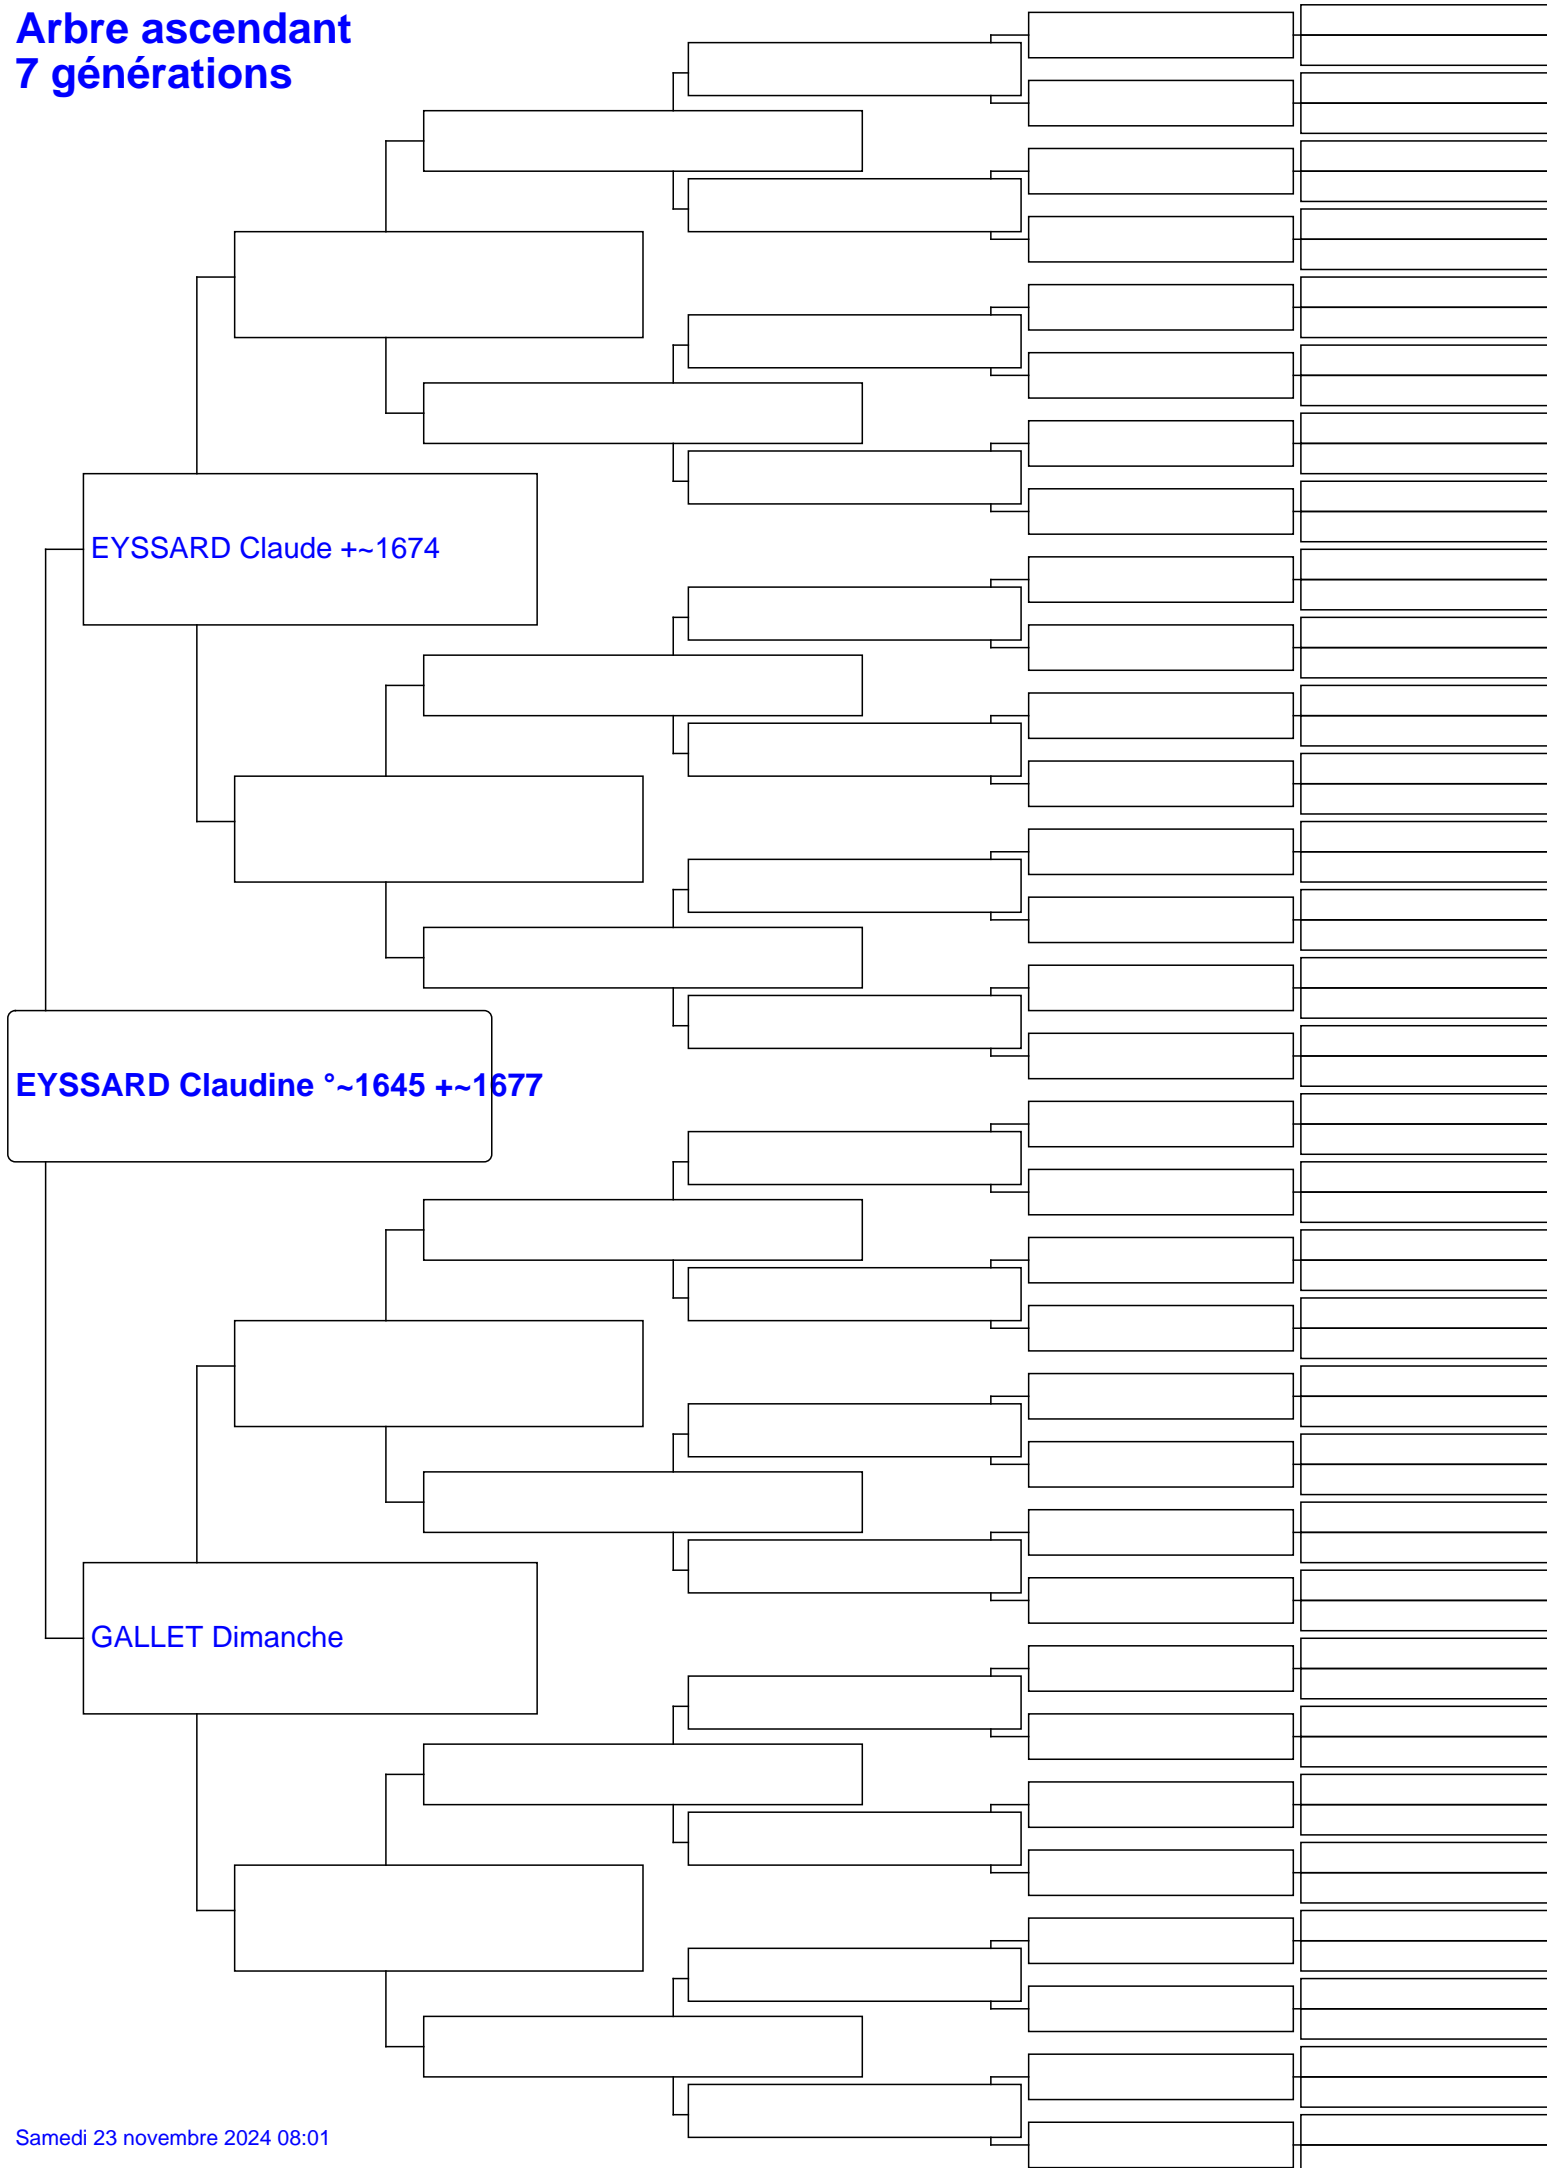 Arbre ascendant
7 générations
EYSSARD Claude +~1674
EYSSARD Claudine °~1645 +~1677
GALLET Dimanche
Samedi 23 novembre 2024 08:01